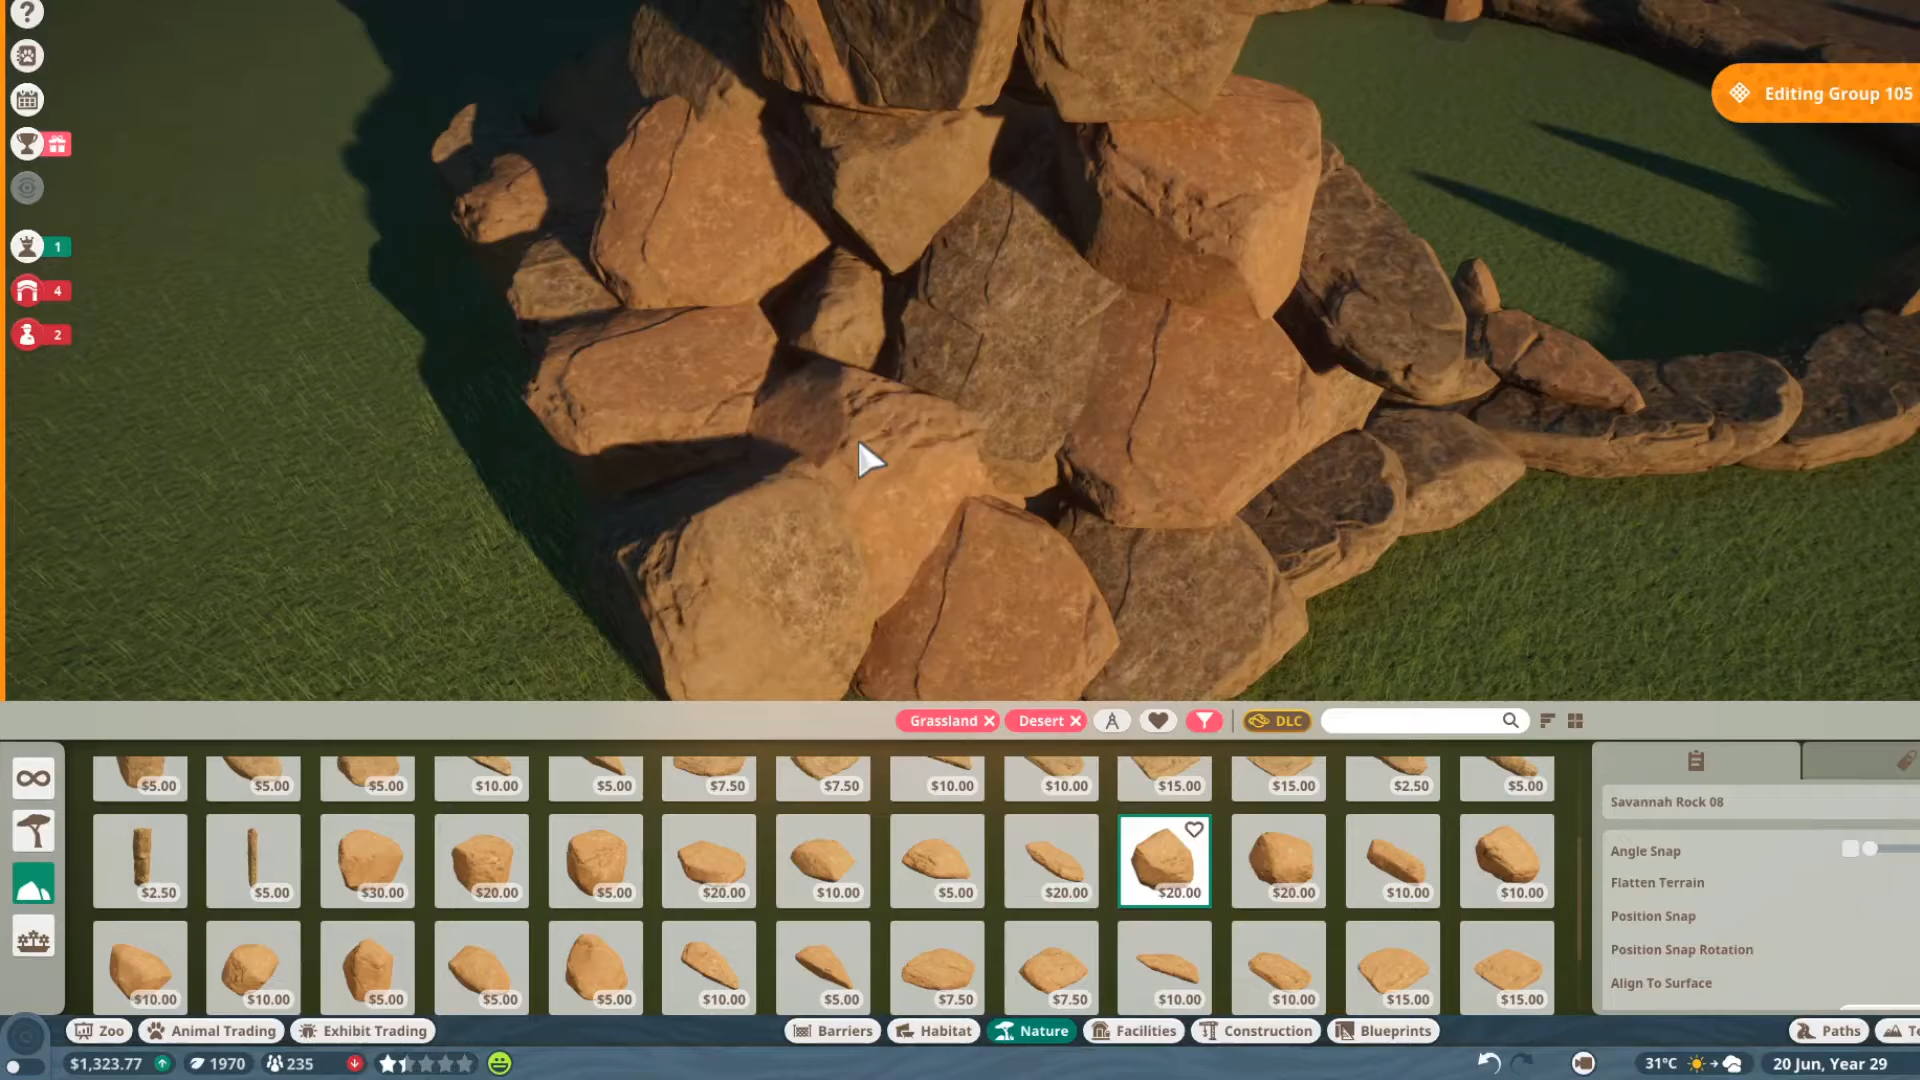 Editing Group 105
1
4
2
Grassland
Desert
DLC
$5.00 $5.00 $5.00 $10.00 $5.00 $7.50 $7.50 $10.00 $10.00 $15.00 $15.00 $2.50 $5.00
$2.50 $5.00 $30.00 $20.00 $5.00 $20.00 $10.00 $5.00 $20.00 $20.00 $20.00 $10.00 $10.00
$10.00 $10.00 $5.00 $5.00 $5.00 $10.00 $5.00 $7.50 $7.50 $10.00 $10.00 $15.00 $15.00
Savannah Rock 08
Angle Snap
Flatten Terrain
Position Snap
Position Snap Rotation
Align To Surface
Zoo Animal Trading Exhibit Trading Barriers Habitat Nature Facilities Construction Blueprints Paths Te
$1,323.77 1970 235 31°C 20 Jun, Year 29